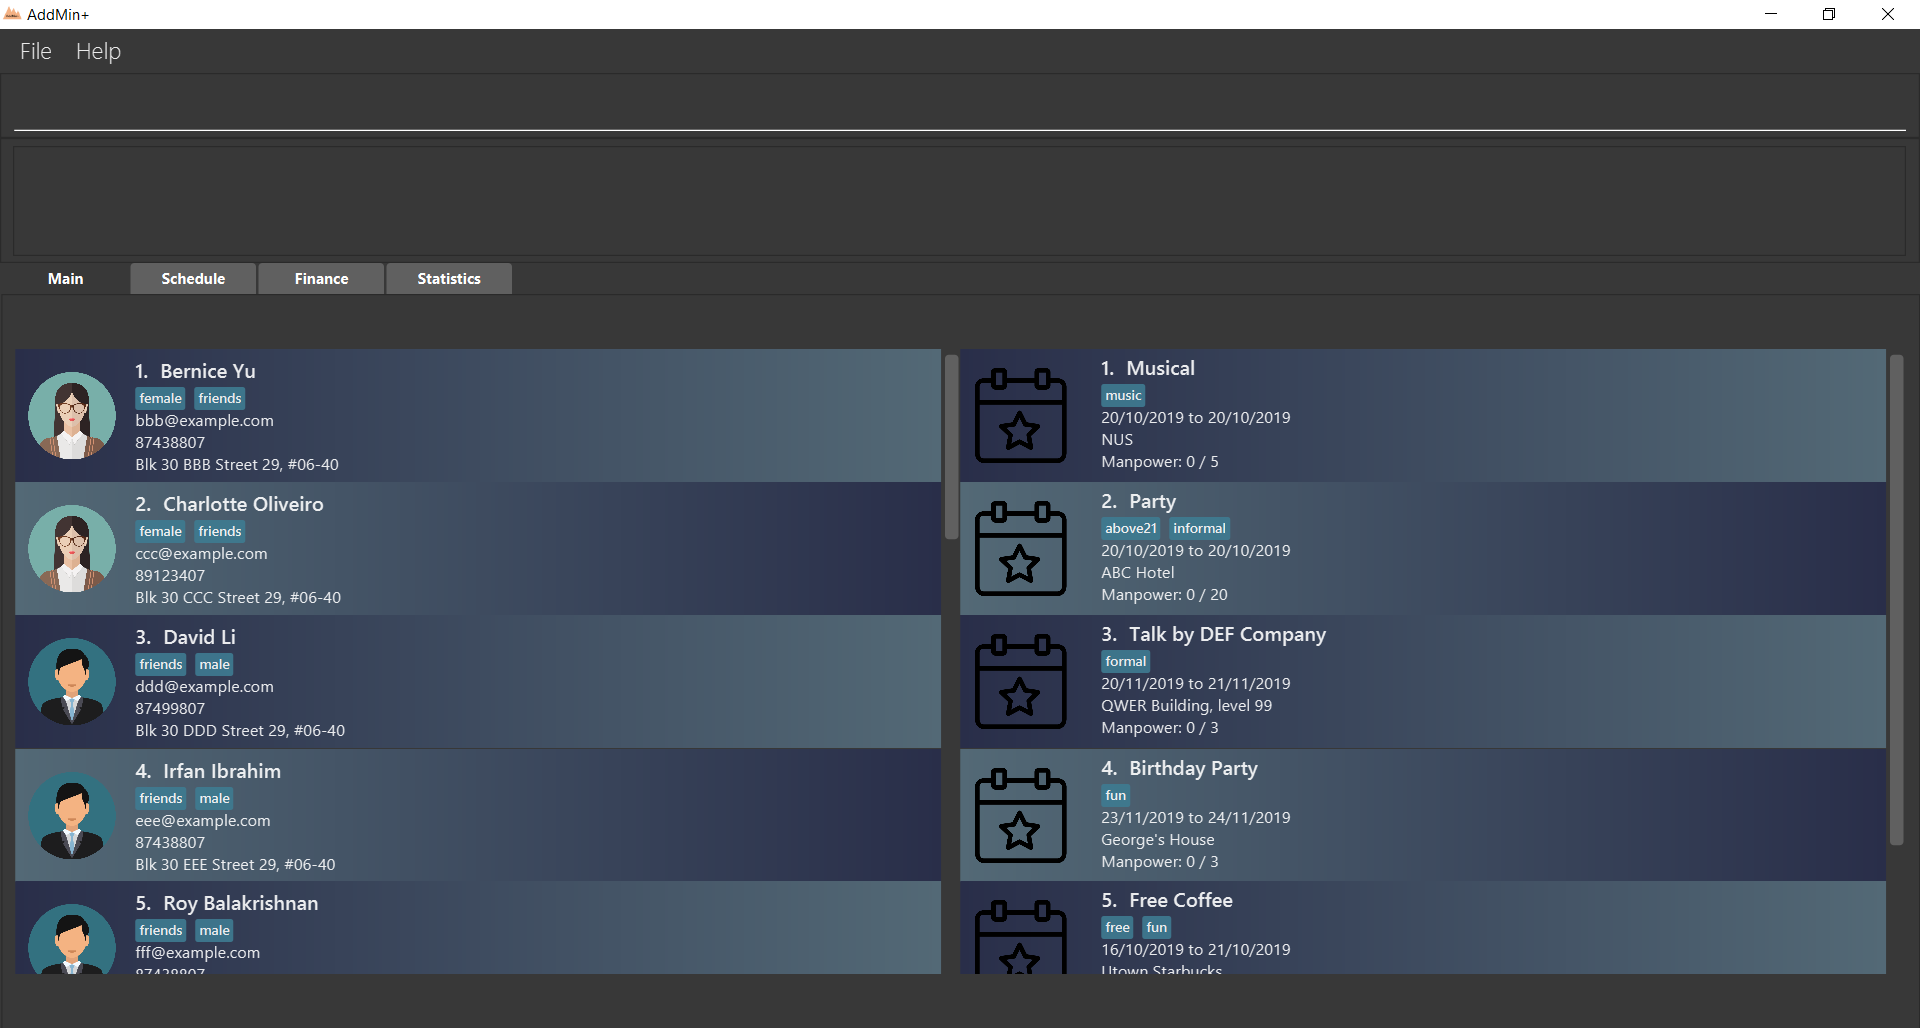 AddMin+
File Help
Main Schedule Finance Statistics
1. Bernice Yu
female friends
bbb@example.com
87438807
Blk 30 BBB Street 29, #06-40
2. Charlotte Oliveiro
female friends
ccc@example.com
89123407
Blk 30 CCC Street 29, #06-40
3. David Li
friends male
ddd@example.com
87499807
Blk 30 DDD Street 29, #06-40
4. Irfan Ibrahim
friends male
eee@example.com
87438807
Blk 30 EEE Street 29, #06-40
5. Roy Balakrishnan
friends male
fff@example.com
1. Musical
music
20/10/2019 to 20/10/2019
NUS
Manpower: 0 / 5
2. Party
above21 informal
20/10/2019 to 20/10/2019
ABC Hotel
Manpower: 0 / 20
3. Talk by DEF Company
formal
20/11/2019 to 21/11/2019
QWER Building, level 99
Manpower: 0 / 3
4. Birthday Party
fun
23/11/2019 to 24/11/2019
George's House
Manpower: 0 / 3
5. Free Coffee
free fun
16/10/2019 to 21/10/2019
Utown Starbucks